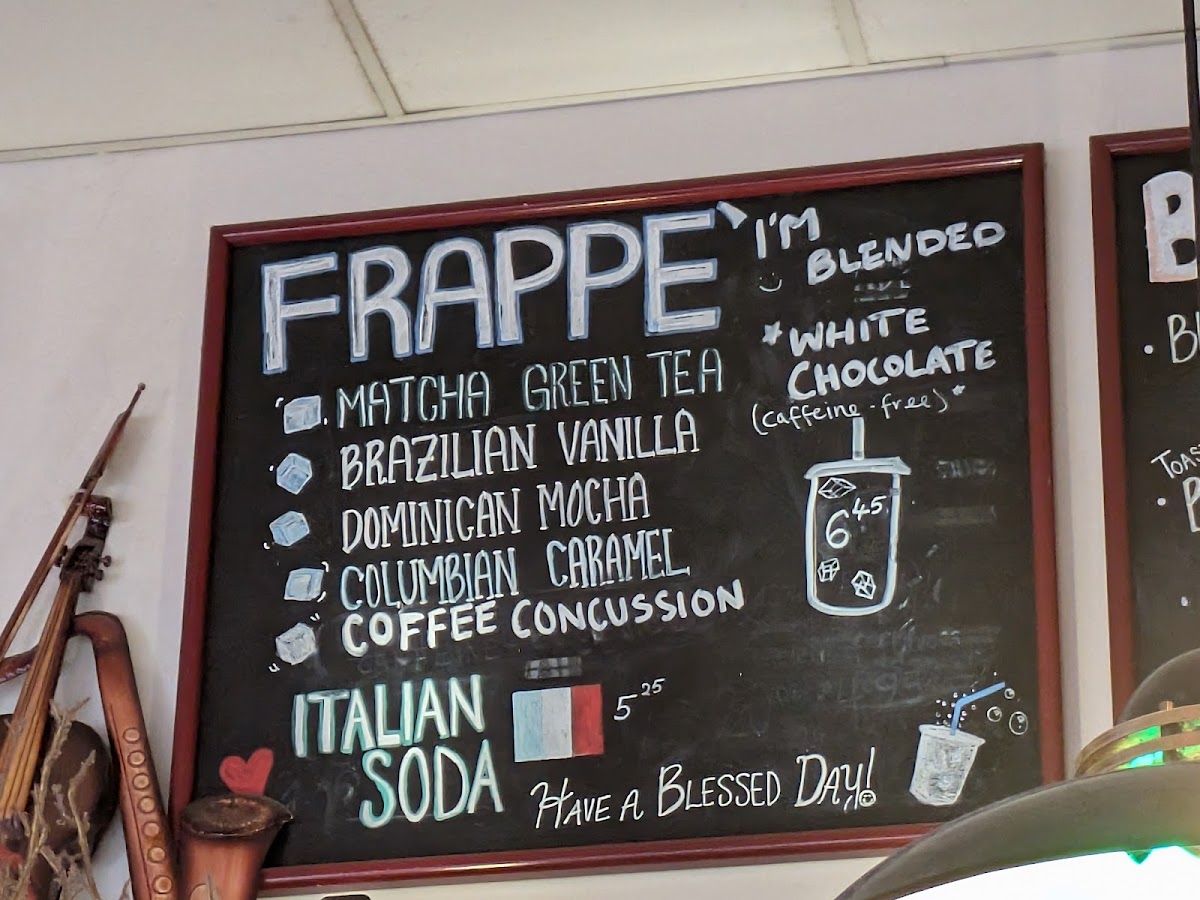 FRAPPE`
I'M
BLENDED
*WHITE
CHOCOLATE
(caffeine-free)*
MATCHA GREEN TEA
BRAZILIAN VANILLA
DOMINICAN MOCHA
COLUMBIAN CARAMEL
COFFEE CONCUSSION
6 45
ITALIAN
SODA
5 25
HAVE A BLESSED DAY!